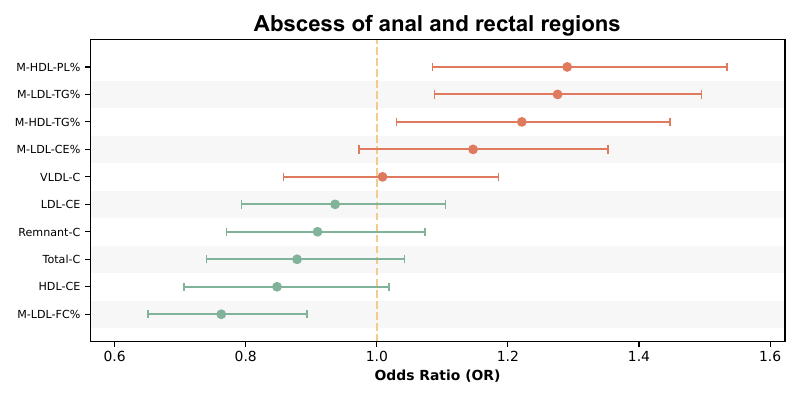 Abscess of anal and rectal regions
M-HDL-PL%
M-LDL-TG%
M-HDL-TG%
M-LDL-CE%
VLDL-C
LDL-CE
Remnant-C
Total-C
HDL-CE
M-LDL-FC%
0.6 0.8 1.0 1.2 1.4 1.6
Odds Ratio (OR)